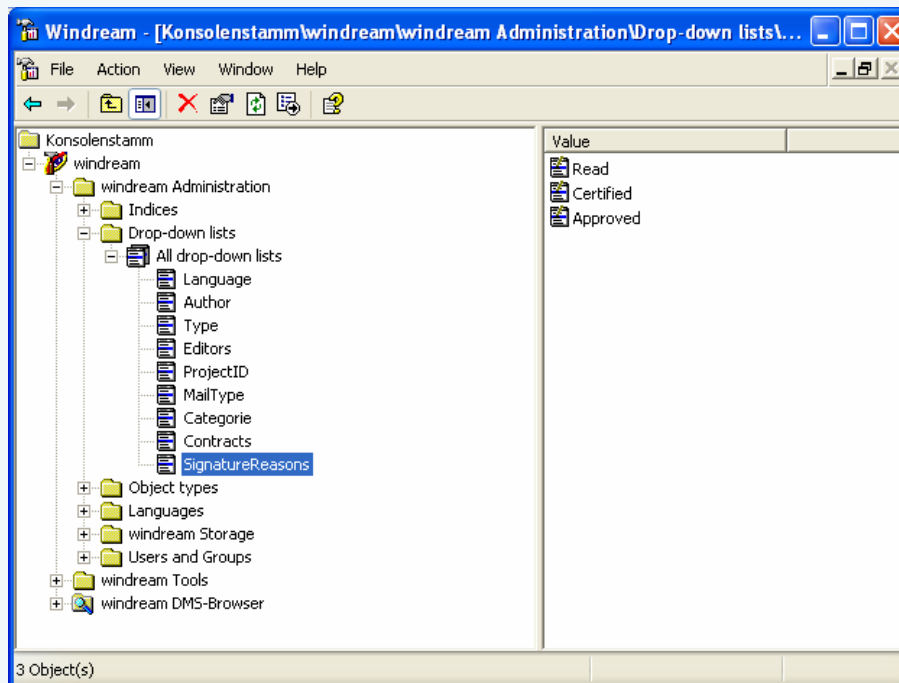 Windream - [Konsolenstamm\windream\windream Administration\Drop-down lists\...
File Action View Window Help
Konsolenstamm
windream
windream Administration
Indices
Drop-down lists
All drop-down lists
Language
Author
Type
Editors
ProjectID
MailType
Categorie
Contracts
SignatureReasons
Object types
Languages
windream Storage
Users and Groups
windream Tools
windream DMS-Browser
Value
Read
Certified
Approved
3 Object(s)